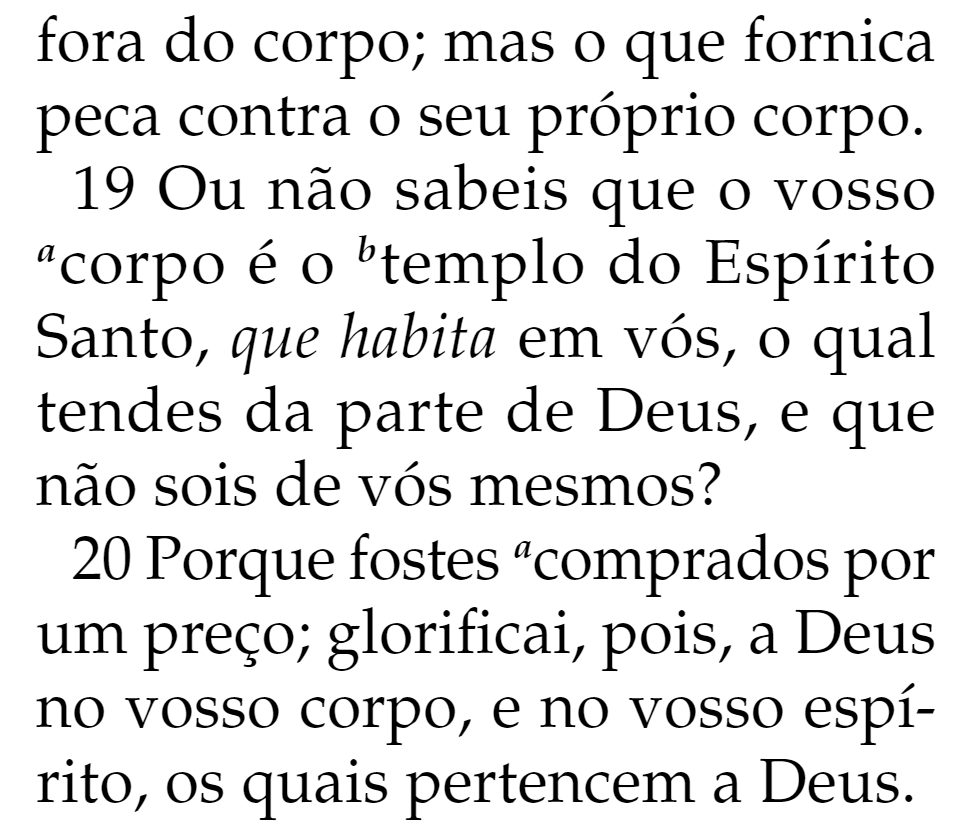 fora do corpo; mas o que fornica
peca contra o seu próprio corpo.
19 Ou não sabeis que o vosso
ᵃcorpo é o ᵇtemplo do Espírito
Santo, que habita em vós, o qual
tendes da parte de Deus, e que
não sois de vós mesmos?
20 Porque fostes ᵃcomprados por
um preço; glorificai, pois, a Deus
no vosso corpo, e no vosso espí-
rito, os quais pertencem a Deus.